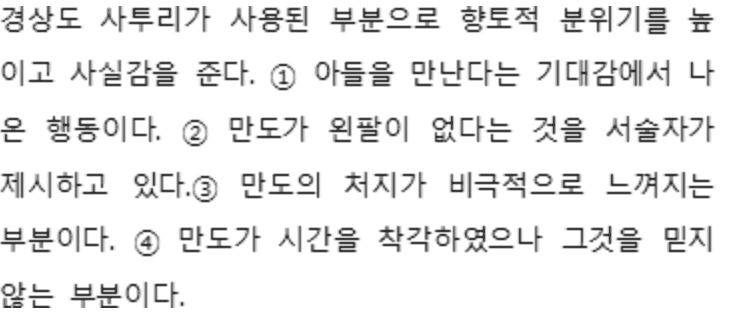 경상도 사투리가 사용된 부분으로 향토적 분위기를 높
이고 사실감을 준다. ① 아들을 만난다는 기대감에서 나
온 행동이다. ② 만도가 왼팔이 없다는 것을 서술자가
제시하고 있다.③ 만도의 처지가 비극적으로 느껴지는
부분이다. ④ 만도가 시간을 착각하였으나 그것을 믿지
않는 부분이다.